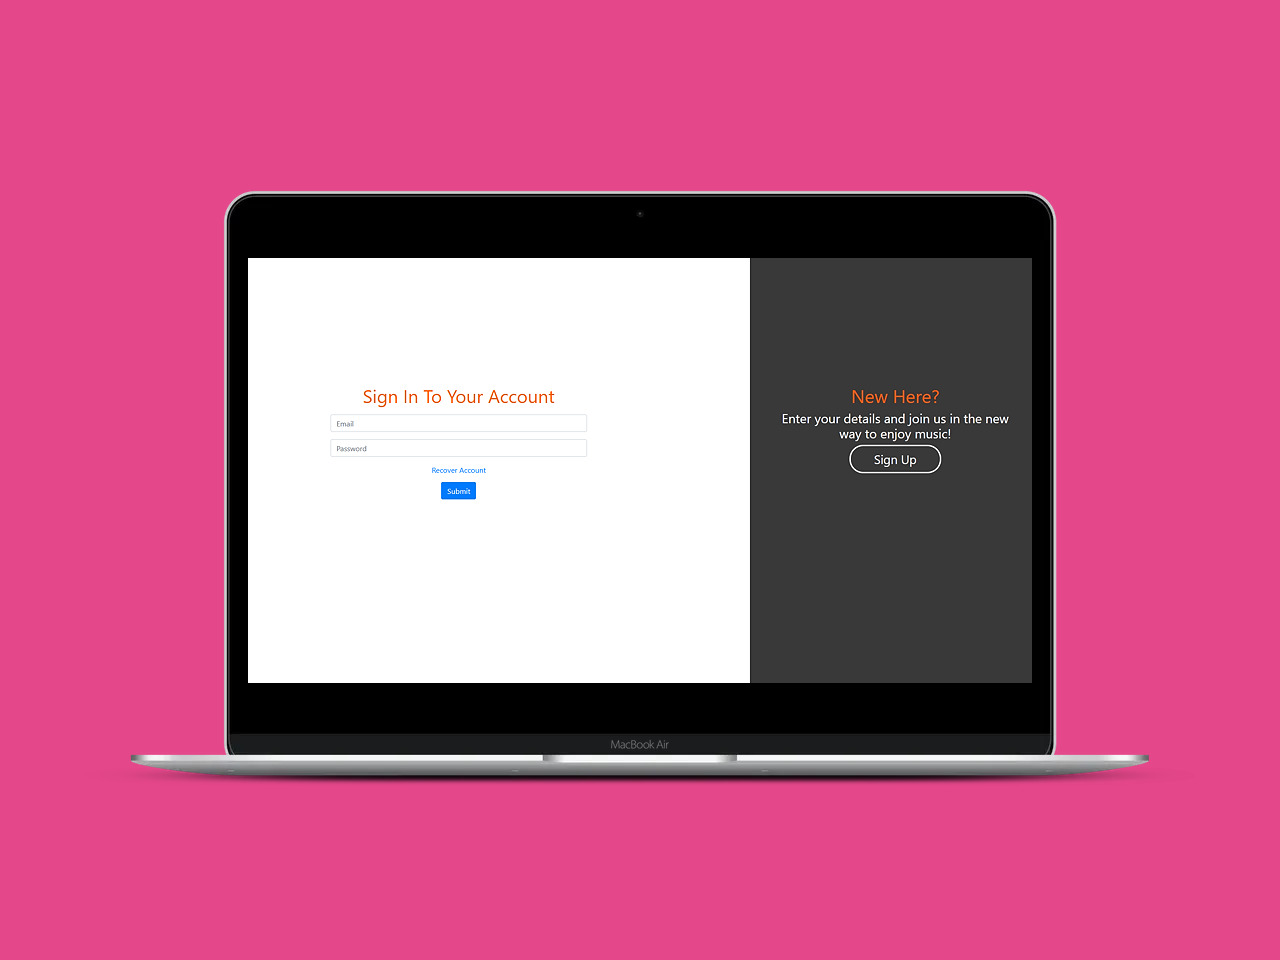 Sign In To Your Account
Email
Password
Recover Account
Submit
New Here?
Enter your details and join us in the new
way to enjoy music!
Sign Up
MacBook Air